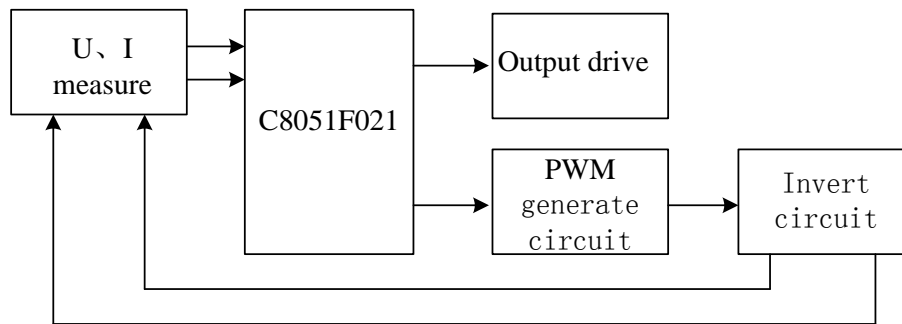 U、I
measure
C8051F021
Output drive
PWM
generate
circuit
Invert
circuit